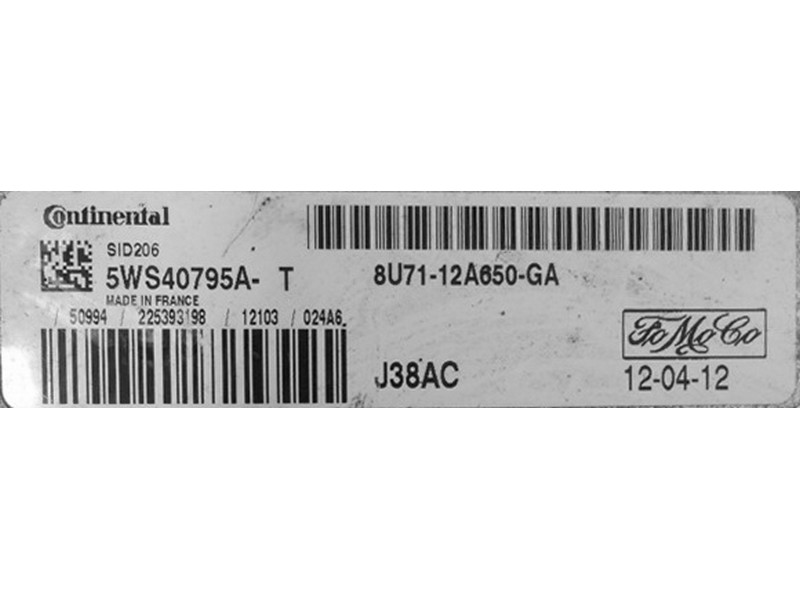 Continental
SID206
5WS40795A- T
MADE IN FRANCE
/ 50994 / 225393198 / 12103 / 024A6
8U71-12A650-GA
FoMoCo
J38AC
12-04-12